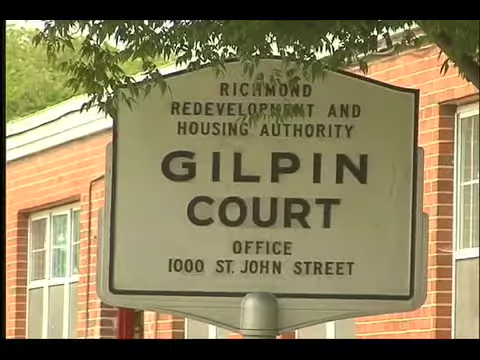 RICHMOND
REDEVELOPMENT AND
HOUSING AUTHORITY
GILPIN
COURT
OFFICE
1000 ST. JOHN STREET